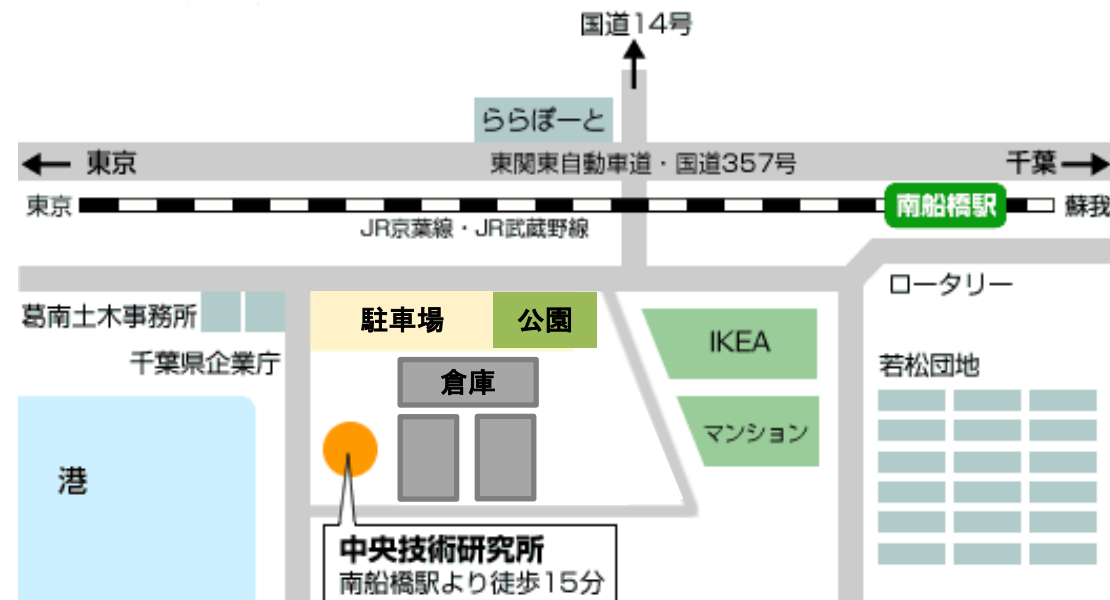 国道14号
ららぽーと
東京
東関東自動車道・国道357号
千葉
東京
南船橋駅
蘇我
JR京葉線・JR武蔵野線
ロータリー
葛南土木事務所
駐車場
公園
IKEA
千葉県企業庁
若松団地
倉庫
マンション
港
中央技術研究所
南船橋駅より徒歩15分